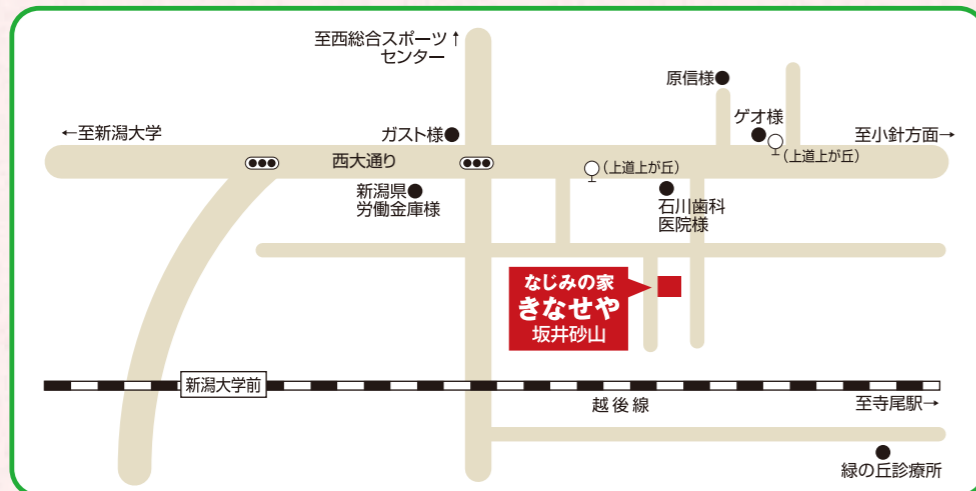 至西総合スポーツ↑
センター
原信様
←至新潟大学
ガスト様
ゲオ様
至小針方面→
西大通り
(上道上が丘)
(上道上が丘)
新潟県
労働金庫様
石川歯科
医院様
なじみの家
きなせや
坂井砂山
新潟大学前
越後線
至寺尾駅→
緑の丘診療所